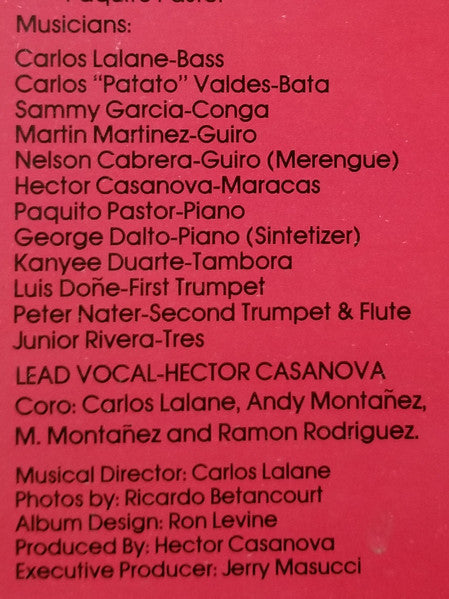 Paquito Pastor
Musicians:
Carlos Lalane-Bass
Carlos "Patato" Valdes-Bata
Sammy Garcia-Conga
Martin Martinez-Guiro
Nelson Cabrera-Guiro (Merengue)
Hector Casanova-Maracas
Paquito Pastor-Piano
George Dalto-Piano (Sintetizer)
Kanyee Duarte-Tambora
Luis Doñe-First Trumpet
Peter Nater-Second Trumpet & Flute
Junior Rivera-Tres
LEAD VOCAL-HECTOR CASANOVA
Coro: Carlos Lalane, Andy Montañez,
M. Montañez and Ramon Rodriguez.
Musical Director: Carlos Lalane
Photos by: Ricardo Betancourt
Album Design: Ron Levine
Produced By: Hector Casanova
Executive Producer: Jerry Masucci